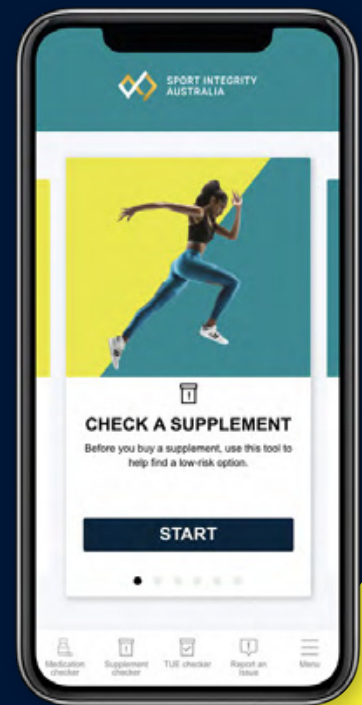 SPORT INTEGRITY
AUSTRALIA
CHECK A SUPPLEMENT
Before you buy a supplement, use this tool to
help find a low-risk option.
START
Medication
checker
Supplement
checker
TUE checker
Report an
Issue
Menu